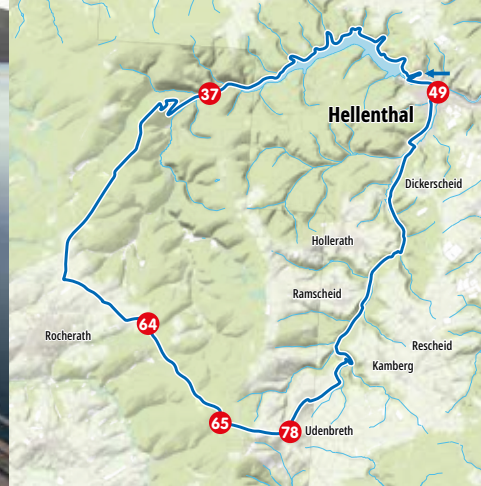 37
49
Hellenthal
Dickerscheid
Hollerath
Ramscheid
64
Rocherath
Rescheid
Kamberg
65
78
Udenbreth